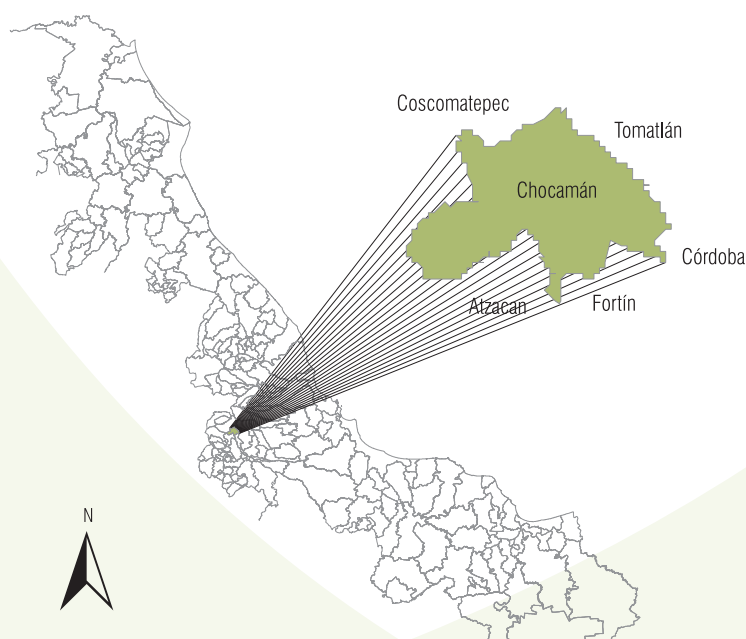 Coscomatepec
Tomatlán
Chocamán
Córdoba
Atzacan
Fortín
N